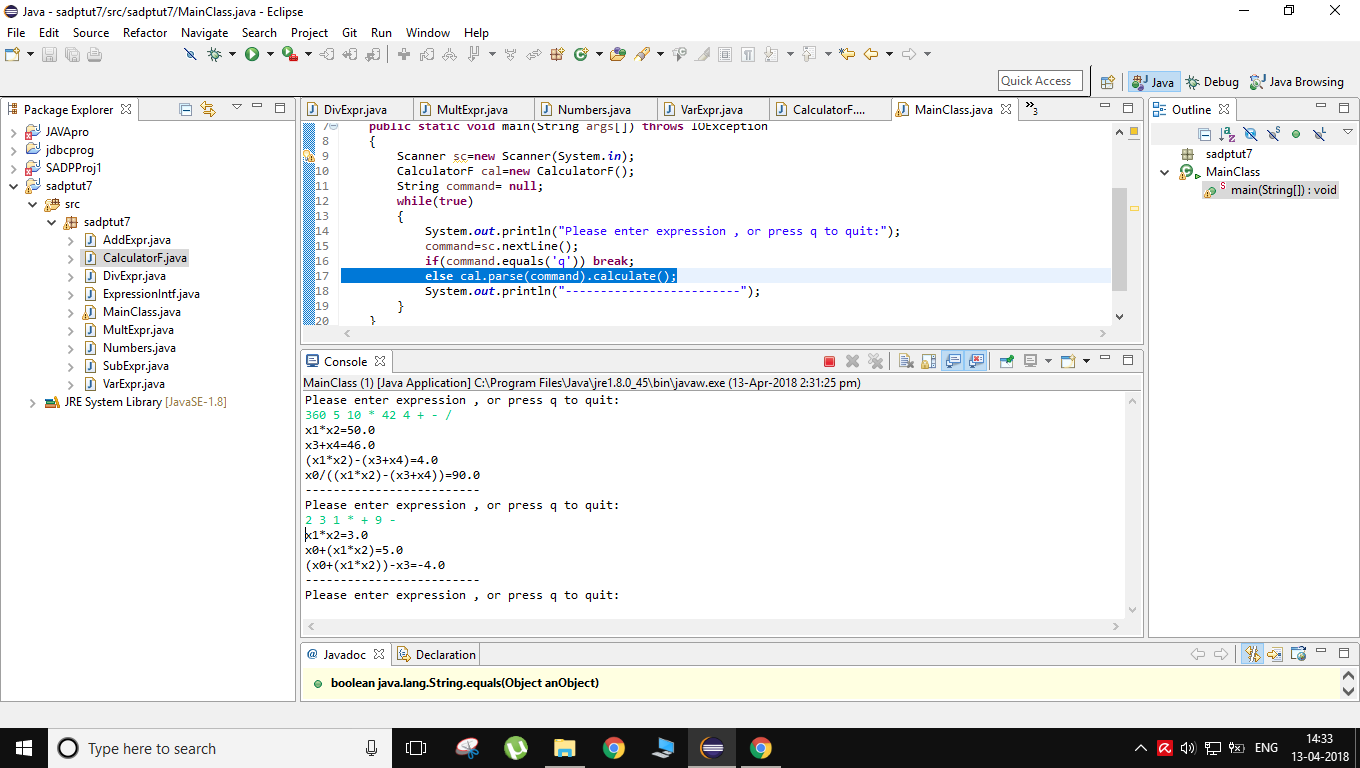 Java - sadptut7/src/sadptut7/MainClass.java - Eclipse
File Edit Source Refactor Navigate Search Project Git Run Window Help
Quick Access Java Debug Java Browsing
Package Explorer
JAVApro
jdbcprog
SADPProj1
sadptut7
src
sadptut7
AddExpr.java
CalculatorF.java
DivExpr.java
ExpressionIntf.java
MainClass.java
MultExpr.java
Numbers.java
SubExpr.java
VarExpr.java
JRE System Library [JavaSE-1.8]
DivExpr.java MultExpr.java Numbers.java VarExpr.java CalculatorF.... MainClass.java »3
7 public static void main(String args[]) throws IOException
8 {
9 Scanner sc=new Scanner(System.in);
10 CalculatorF cal=new CalculatorF();
11 String command= null;
12 while(true)
13 {
14 System.out.println("Please enter expression , or press q to quit:");
15 command=sc.nextLine();
16 if(command.equals('q')) break;
17 else cal.parse(command).calculate();
18 System.out.println("-------------------------");
19 }
20 }
Console
MainClass (1) [Java Application] C:\Program Files\Java\jre1.8.0_45\bin\javaw.exe (13-Apr-2018 2:31:25 pm)
Please enter expression , or press q to quit:
360 5 10 * 42 4 + - /
x1*x2=50.0
x3+x4=46.0
(x1*x2)-(x3+x4)=4.0
x0/((x1*x2)-(x3+x4))=90.0
-------------------------
Please enter expression , or press q to quit:
2 3 1 * + 9 -
x1*x2=3.0
x0+(x1*x2)=5.0
(x0+(x1*x2))-x3=-4.0
-------------------------
Please enter expression , or press q to quit:
@ Javadoc Declaration
boolean java.lang.String.equals(Object anObject)
Outline
sadptut7
MainClass
main(String[]) : void
Type here to search
ENG
14:33
13-04-2018